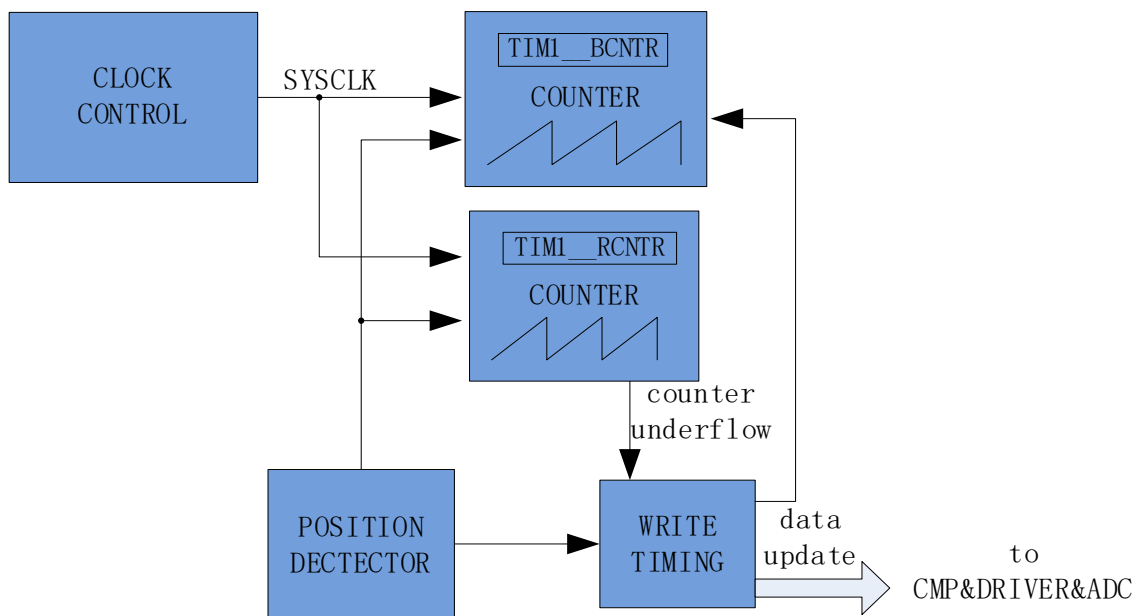 CLOCK
CONTROL
SYSCLK
TIM1__BCNTR
COUNTER
TIM1__RCNTR
COUNTER
counter
underflow
POSITION
DECTECTOR
WRITE
TIMING
data
update
to
CMP&DRIVER&ADC